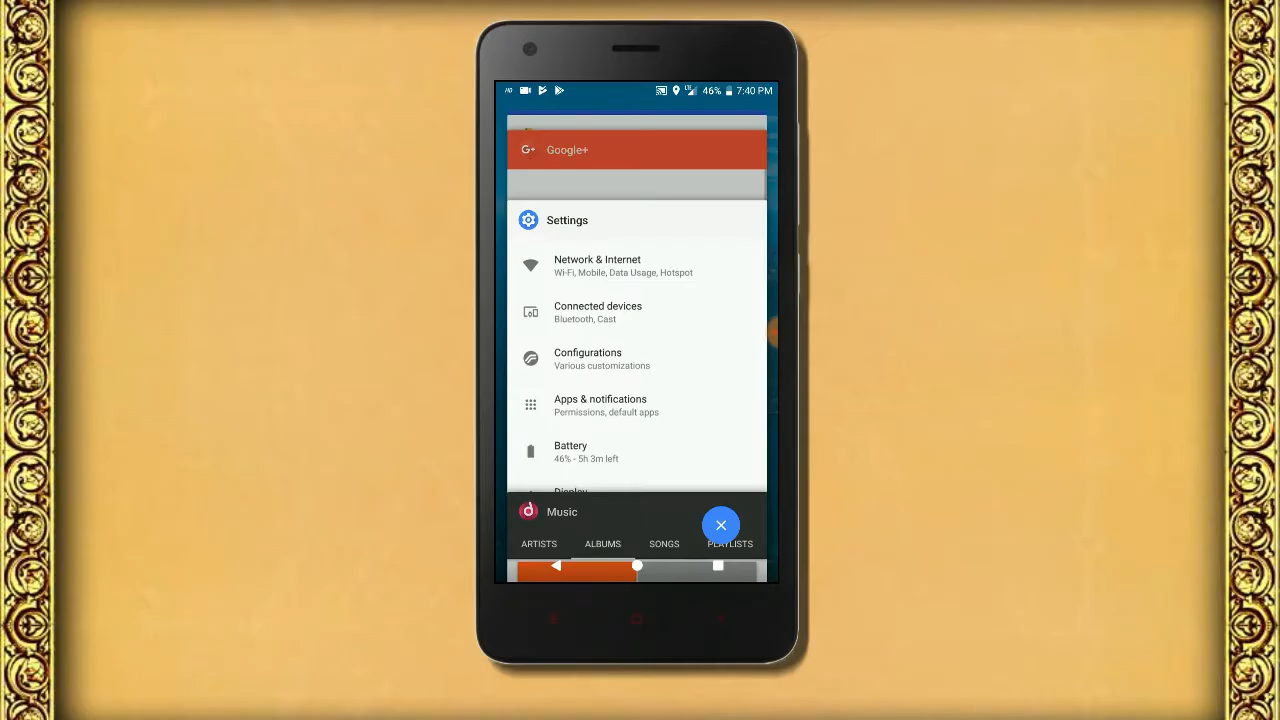 HD 46% 7:40 PM
G+ Google+
Settings
Network & Internet
Wi-Fi, Mobile, Data Usage, Hotspot
Connected devices
Bluetooth, Cast
Configurations
Various customizations
Apps & notifications
Permissions, default apps
Battery
46% - 5h 3m left
Display
Music
ARTISTS ALBUMS SONGS PLAYLISTS